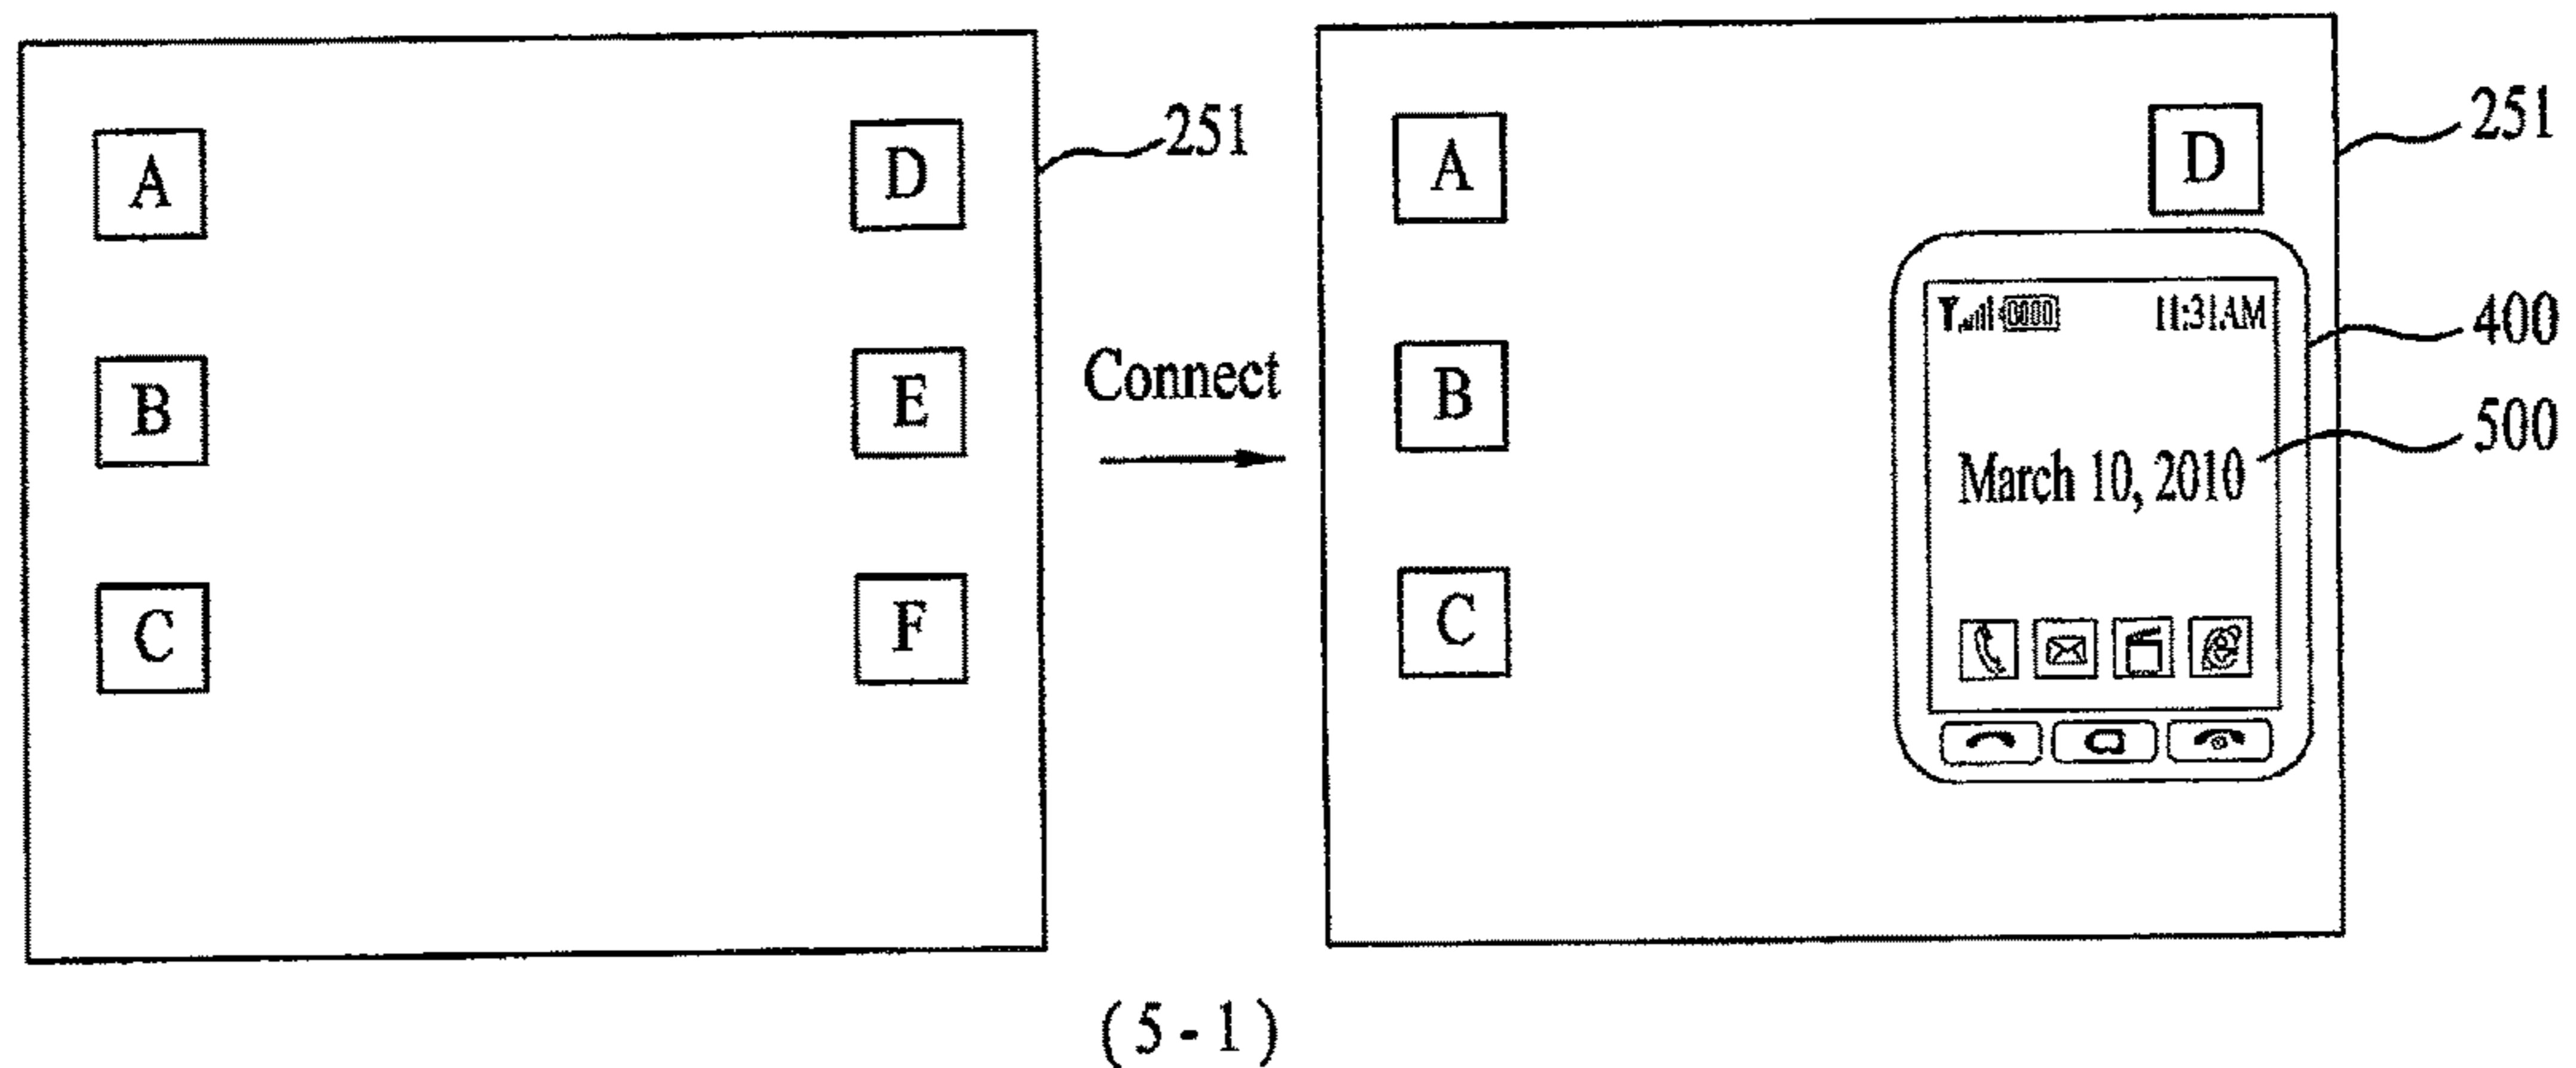 A D 251
B E
C F
Connect
A D 251
11:31AM 400
B 500
March 10, 2010
C
(5-1)